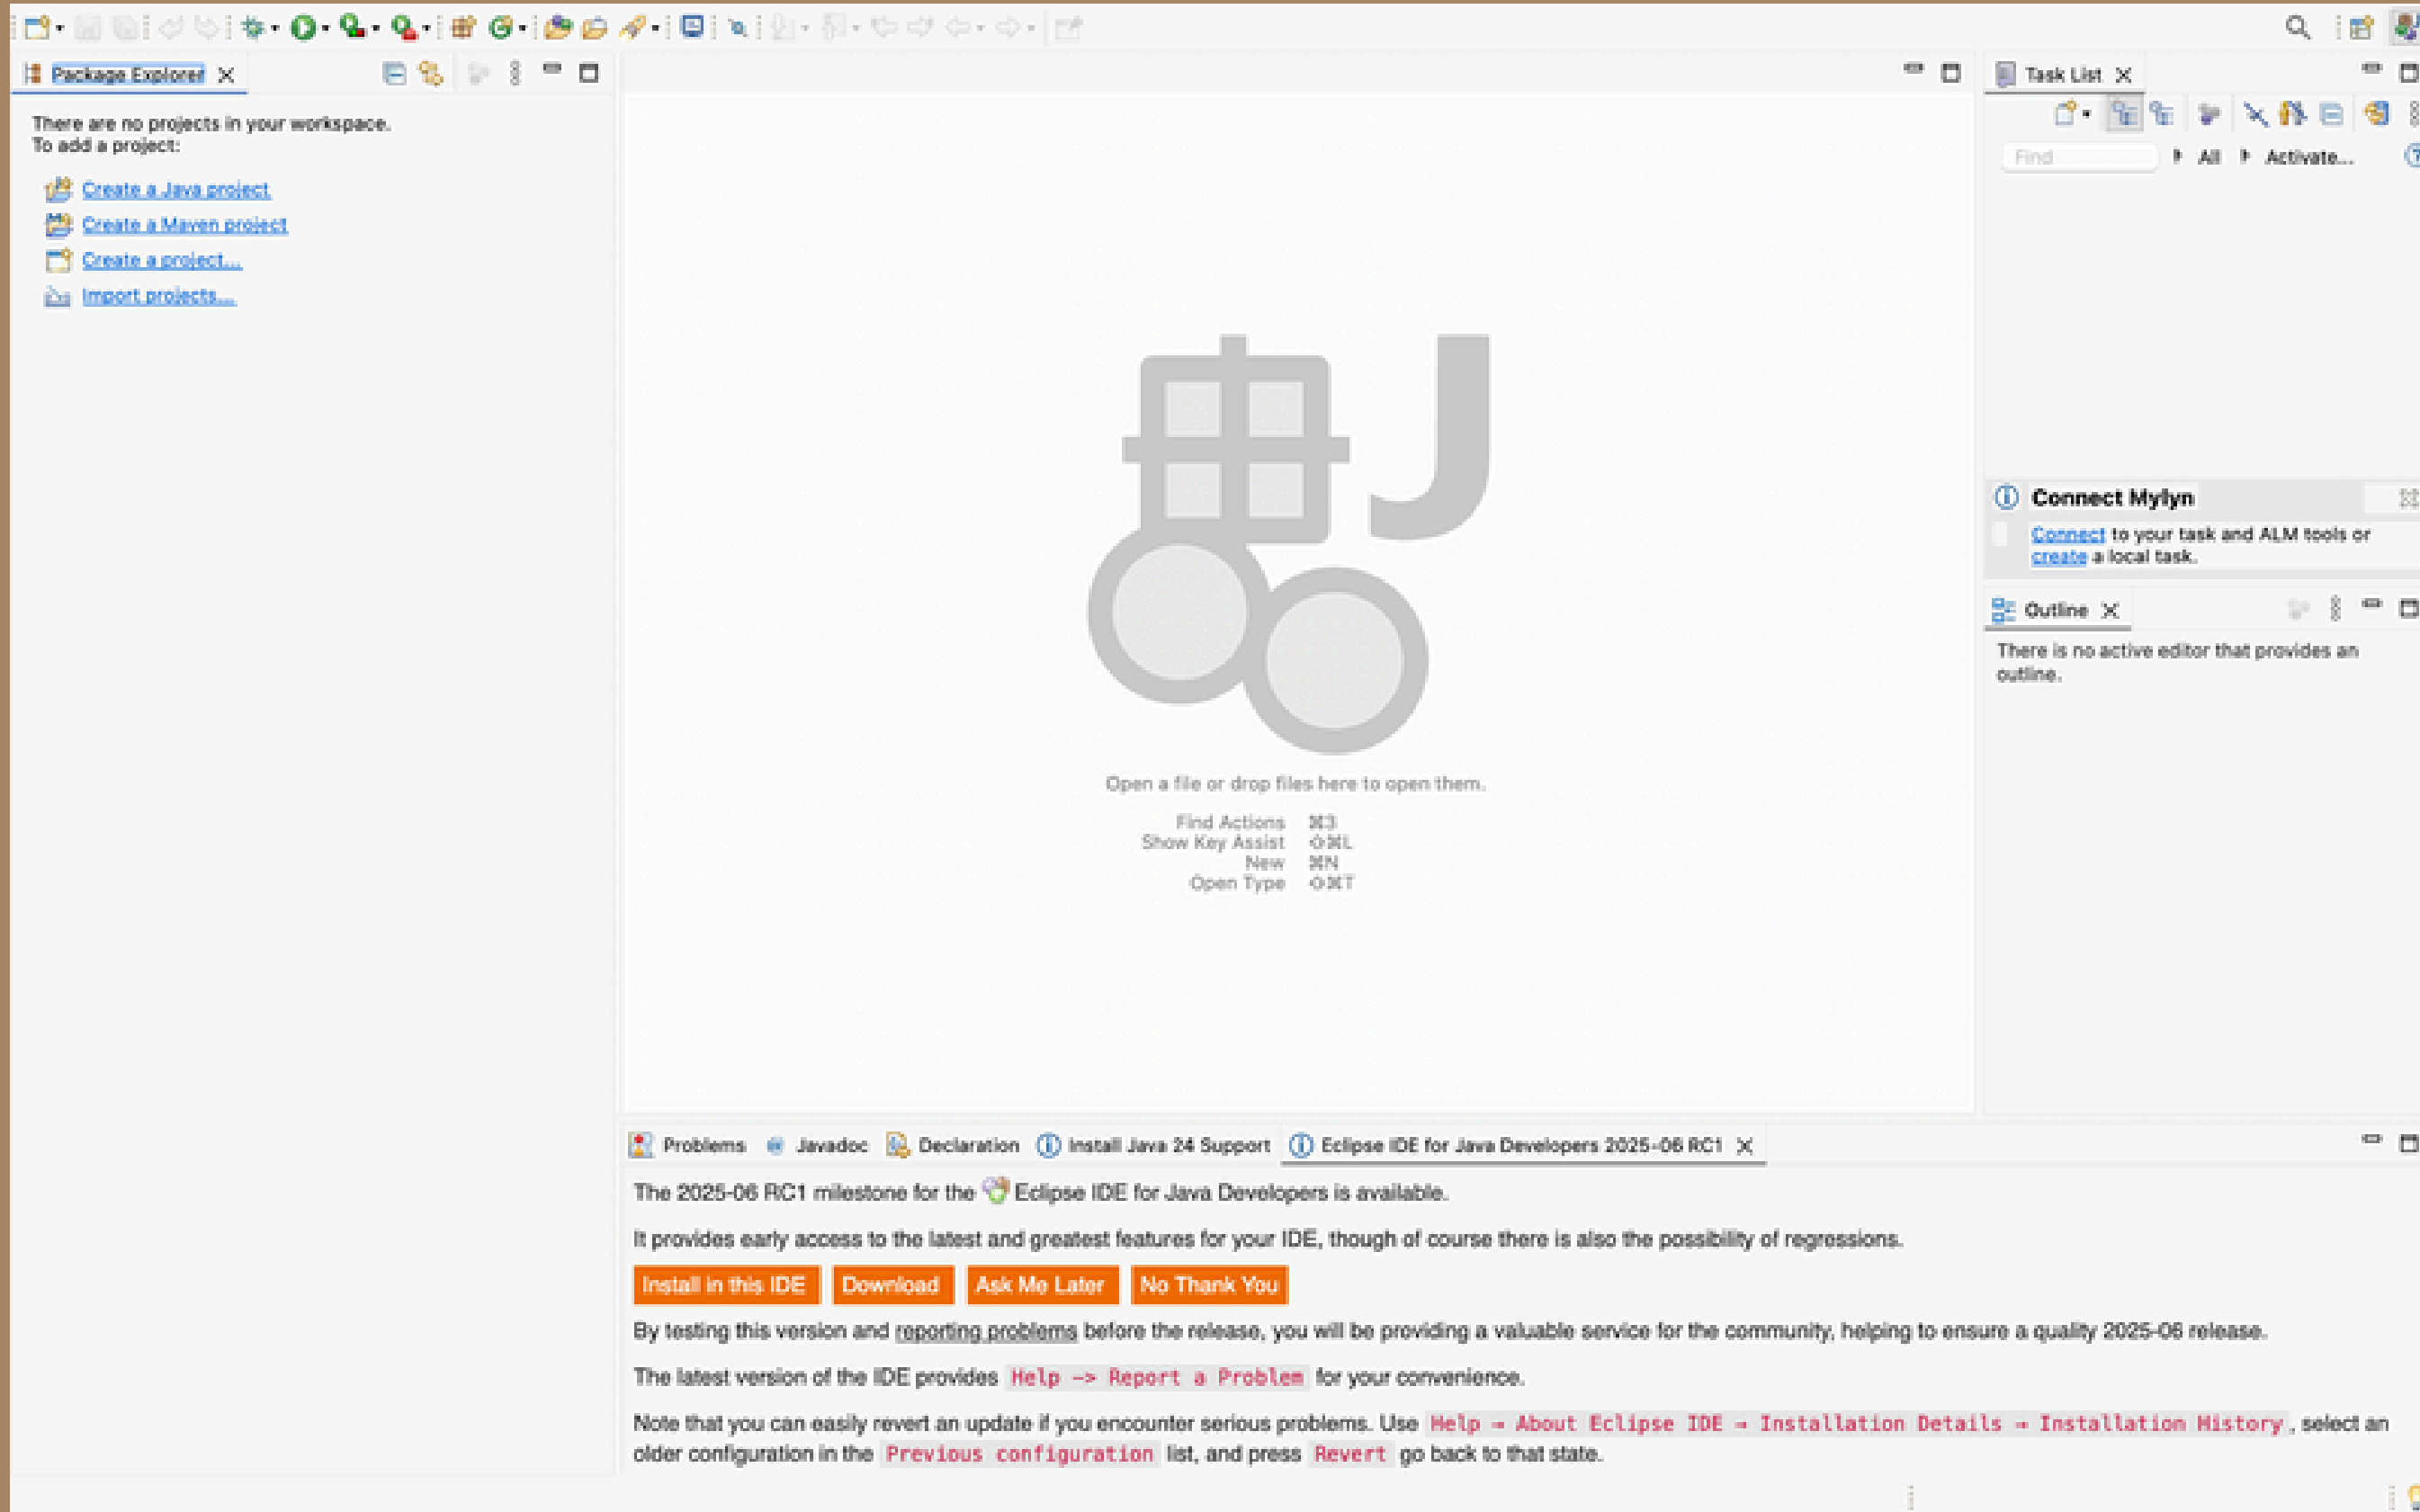 Package Explorer
There are no projects in your workspace.
To add a project:
Create a Java project
Create a Maven project
Create a project...
Import projects...
J
Open a file or drop files here to open them.
Find Actions ⌘3
Show Key Assist ⇧⌘L
New ⌘N
Open Type ⇧⌘T
Task List
Find
All
Activate...
Connect Mylyn
Connect to your task and ALM tools or
create a local task.
Outline
There is no active editor that provides an
outline.
Problems
Javadoc
Declaration
Install Java 24 Support
Eclipse IDE for Java Developers 2025-06 RC1
The 2025-06 RC1 milestone for the Eclipse IDE for Java Developers is available.
It provides early access to the latest and greatest features for your IDE, though of course there is also the possibility of regressions.
Install in this IDE
Download
Ask Me Later
No Thank You
By testing this version and reporting problems before the release, you will be providing a valuable service for the community, helping to ensure a quality 2025-06 release.
The latest version of the IDE provides Help -> Report a Problem for your convenience.
Note that you can easily revert an update if you encounter serious problems. Use Help → About Eclipse IDE → Installation Details → Installation History, select an
older configuration in the Previous configuration list, and press Revert go back to that state.